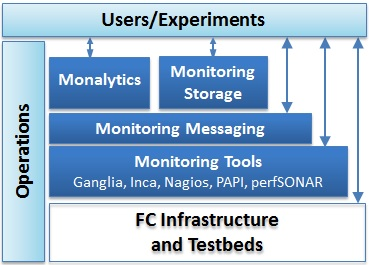 Users/Experiments
Operations
Monalytics
Monitoring
Storage
Monitoring Messaging
Monitoring Tools
Ganglia, Inca, Nagios, PAPI, perfSONAR
FC Infrastructure
and Testbeds